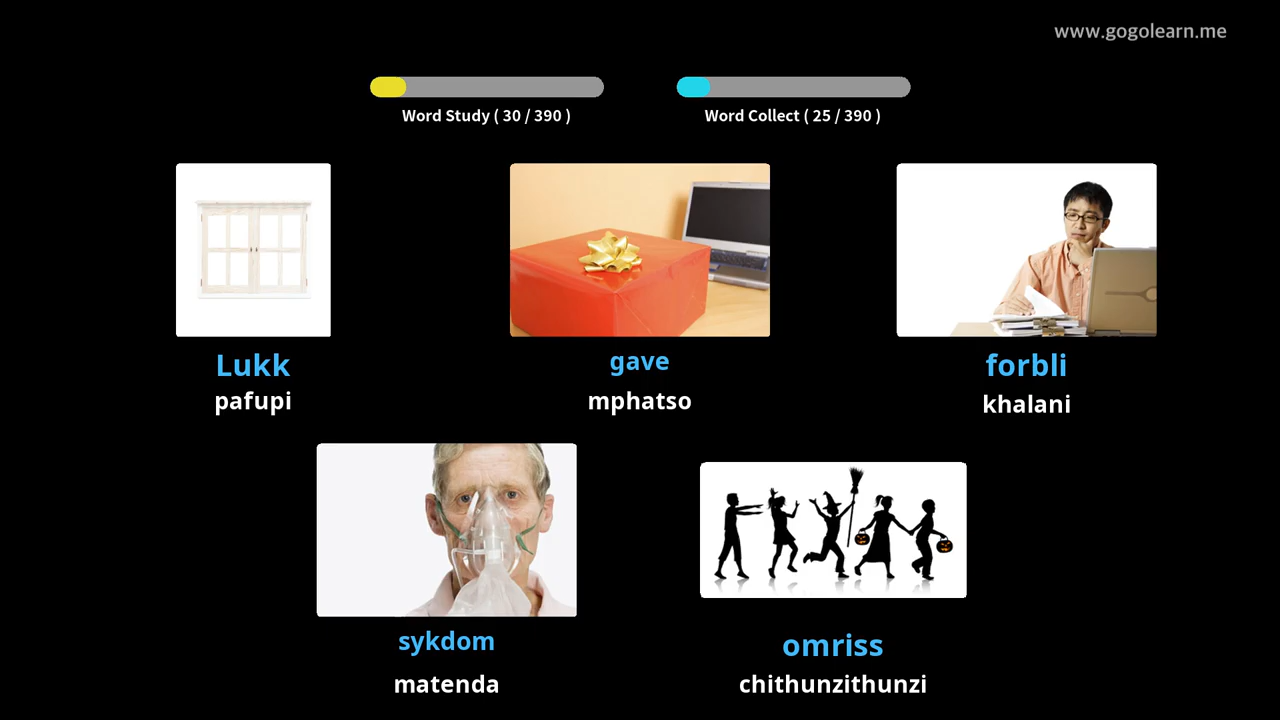 www.gogolearn.me
Word Study ( 30 / 390 )
Word Collect ( 25 / 390 )
Lukk
pafupi
gave
mphatso
forbli
khalani
sykdom
matenda
omriss
chithunzithunzi